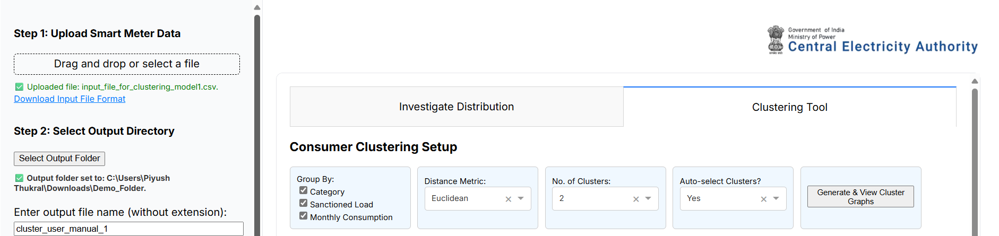 Step 1: Upload Smart Meter Data
Drag and drop or select a file
Uploaded file: input_file_for_clustering_model1.csv.
Download Input File Format
Step 2: Select Output Directory
Select Output Folder
Output folder set to: C:\Users\Piyush
Thukral\Downloads\Demo_Folder.
Enter output file name (without extension):
cluster_user_manual_1
Government of India
Ministry of Power
Central Electricity Authority
Investigate Distribution
Clustering Tool
Consumer Clustering Setup
Group By:
Category
Sanctioned Load
Monthly Consumption
Distance Metric:
Euclidean
No. of Clusters:
2
Auto-select Clusters?
Yes
Generate & View Cluster
Graphs